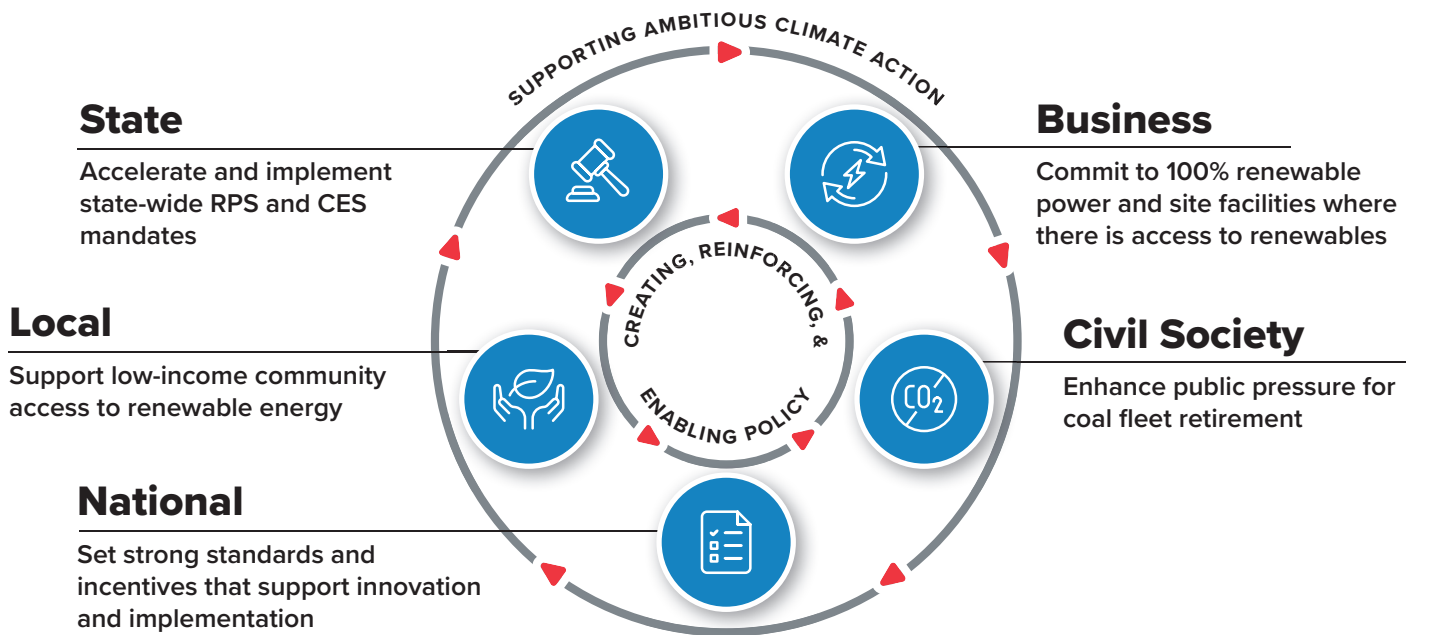 SUPPORTING AMBITIOUS CLIMATE ACTION
State
Accelerate and implement
state-wide RPS and CES
mandates
Business
Commit to 100% renewable
power and site facilities where
there is access to renewables
CREATING, REINFORCING, &
ENABLING POLICY
Local
Support low-income community
access to renewable energy
Civil Society
Enhance public pressure for
coal fleet retirement
CO2
National
Set strong standards and
incentives that support innovation
and implementation